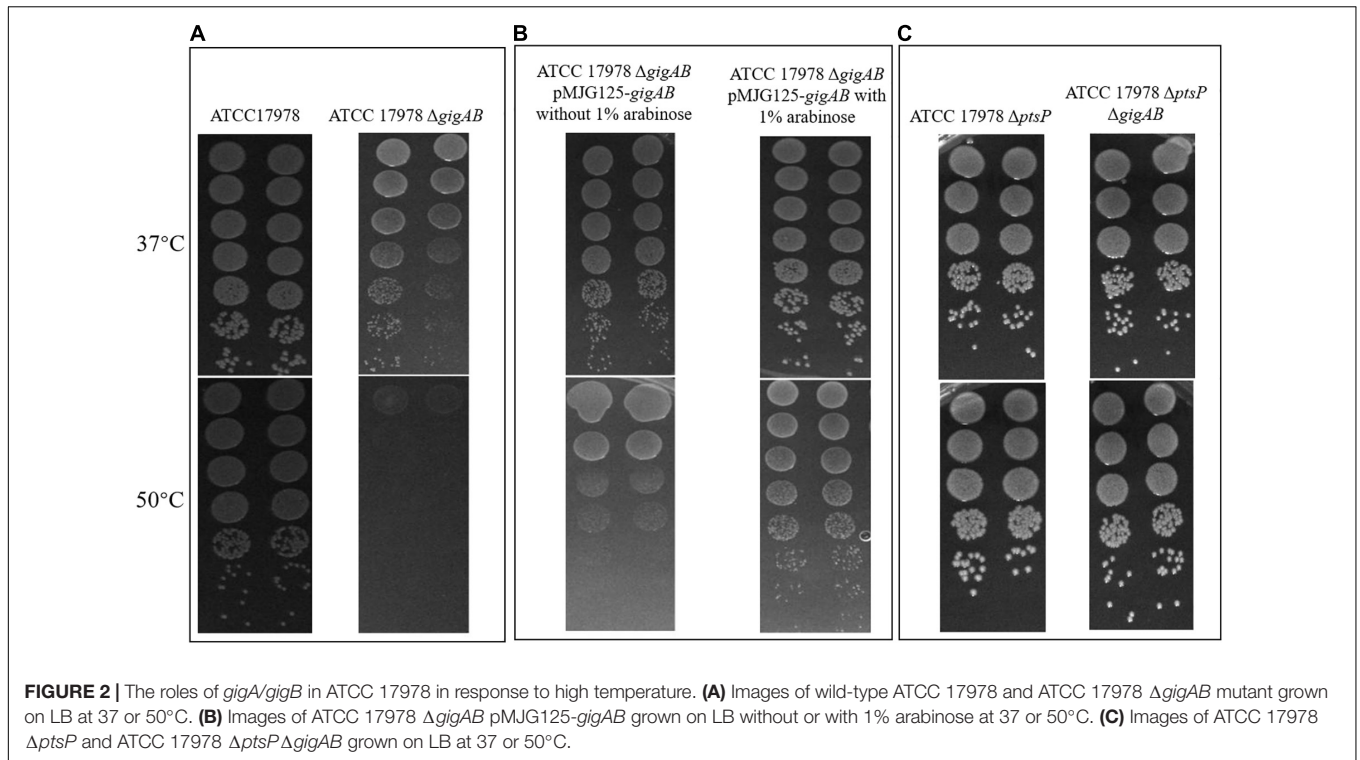 A
B
C
ATCC17978
ATCC 17978 ΔgigAB
ATCC 17978 ΔgigAB
pMJG125-gigAB
without 1% arabinose
ATCC 17978 ΔgigAB
pMJG125-gigAB with
1% arabinose
ATCC 17978 ΔptsP
ATCC 17978 ΔptsP
ΔgigAB
37°C
50°C
FIGURE 2 | The roles of gigA/gigB in ATCC 17978 in response to high temperature. (A) Images of wild-type ATCC 17978 and ATCC 17978 ΔgigAB mutant grown
on LB at 37 or 50°C. (B) Images of ATCC 17978 ΔgigAB pMJG125-gigAB grown on LB without or with 1% arabinose at 37 or 50°C. (C) Images of ATCC 17978
ΔptsP and ATCC 17978 ΔptsPΔgigAB grown on LB at 37 or 50°C.